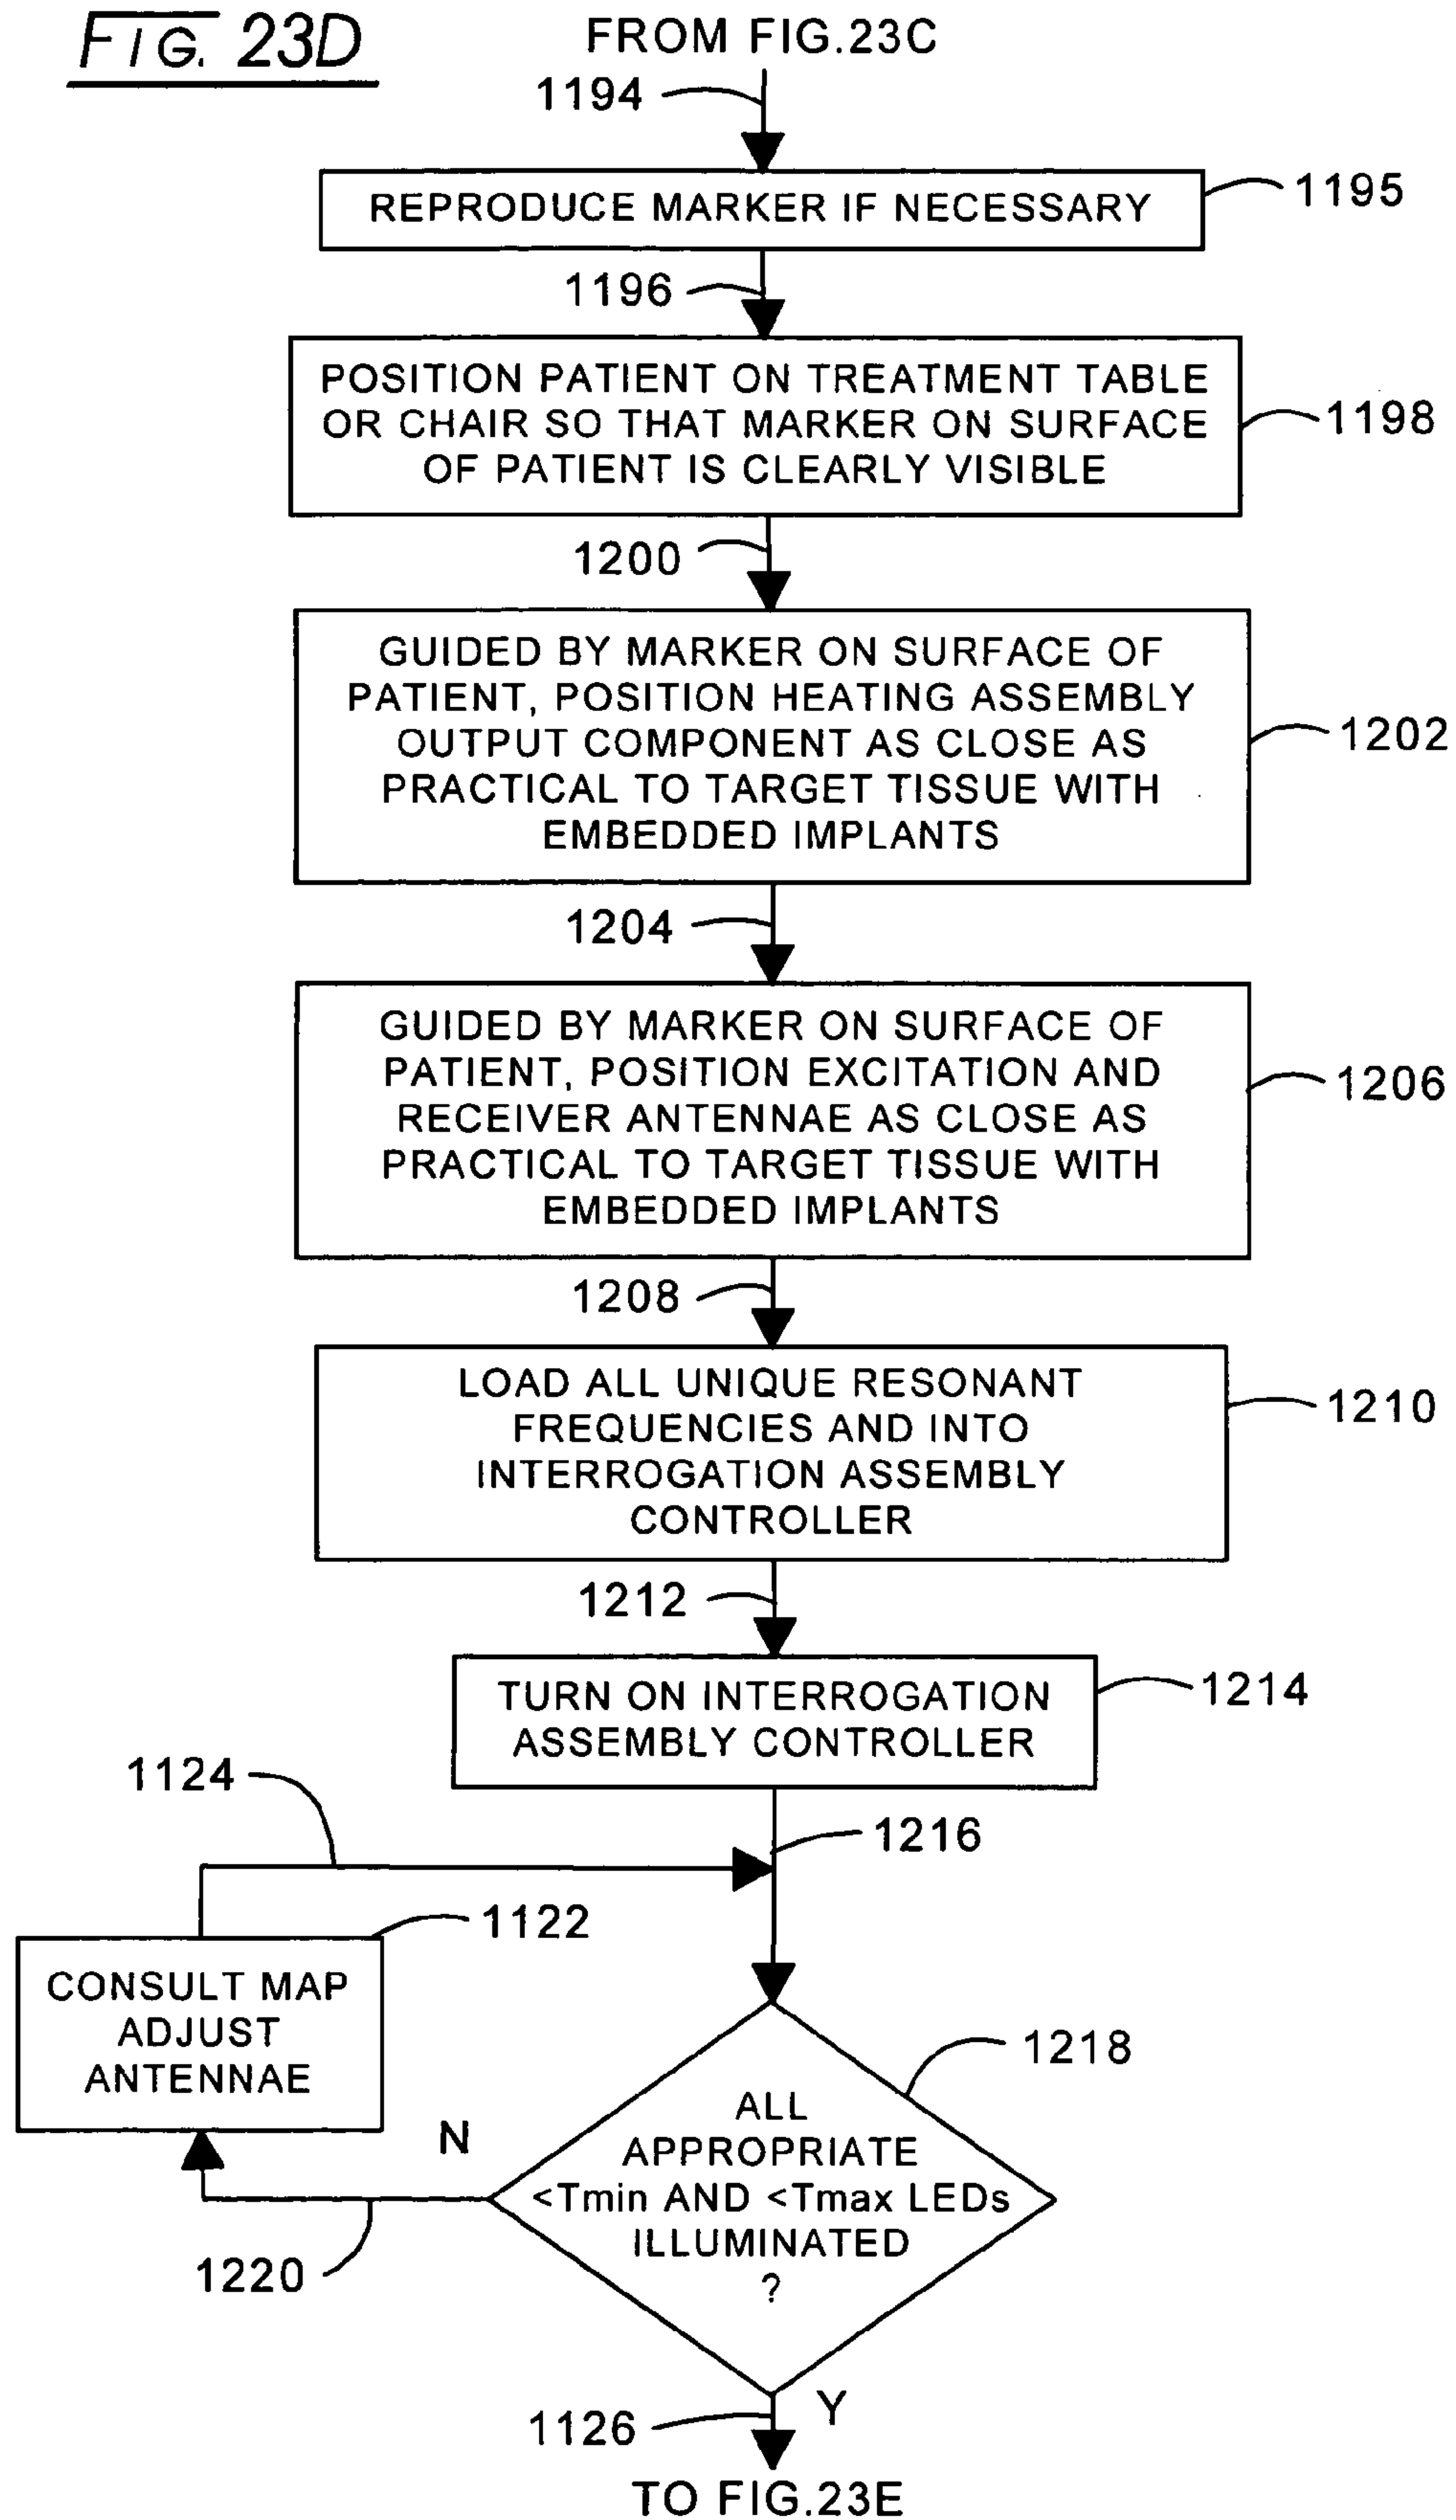 FIG. 23D
FROM FIG.23C
1194
REPRODUCE MARKER IF NECESSARY
1195
1196
POSITION PATIENT ON TREATMENT TABLE
OR CHAIR SO THAT MARKER ON SURFACE
OF PATIENT IS CLEARLY VISIBLE
1198
1200
GUIDED BY MARKER ON SURFACE OF
PATIENT, POSITION HEATING ASSEMBLY
OUTPUT COMPONENT AS CLOSE AS
PRACTICAL TO TARGET TISSUE WITH
EMBEDDED IMPLANTS
1202
1204
GUIDED BY MARKER ON SURFACE OF
PATIENT, POSITION EXCITATION AND
RECEIVER ANTENNAE AS CLOSE AS
PRACTICAL TO TARGET TISSUE WITH
EMBEDDED IMPLANTS
1206
1208
LOAD ALL UNIQUE RESONANT
FREQUENCIES AND INTO
INTERROGATION ASSEMBLY
CONTROLLER
1210
1212
TURN ON INTERROGATION
ASSEMBLY CONTROLLER
1214
1124
1216
1122
CONSULT MAP
ADJUST
ANTENNAE
1218
N
ALL
APPROPRIATE
<Tmin AND <Tmax LEDs
ILLUMINATED
?
1220
1126
Y
TO FIG.23E